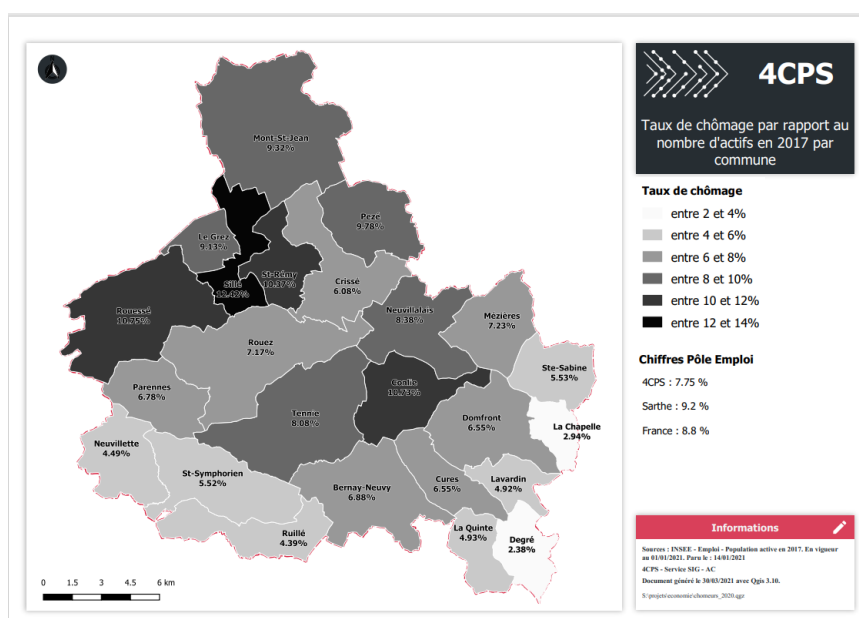 4CPS
Taux de chômage par rapport au
nombre d'actifs en 2017 par
commune
Taux de chômage
entre 2 et 4%
entre 4 et 6%
entre 6 et 8%
entre 8 et 10%
entre 10 et 12%
entre 12 et 14%
Chiffres Pôle Emploi
4CPS : 7.75 %
Sarthe : 9.2 %
France : 8.8 %
Mont-St-Jean
9.32%
Pezé
9.78%
Le Grez
9.13%
St-Rémy
10.37%
Sillé
12.42%
Crissé
6.08%
Rouessé
10.75%
Neuvillalais
8.38%
Mézières
7.23%
Rouez
7.17%
Ste-Sabine
5.53%
Parennes
6.78%
Conlie
10.73%
Tennie
8.08%
Domfront
6.55%
La Chapelle
2.94%
Neuvillette
4.49%
St-Symphorien
5.52%
Bernay-Neuvy
6.88%
Cures
6.55%
Lavardin
4.92%
Ruillé
4.39%
La Quinte
4.93%
Degré
2.38%
0 1.5 3 4.5 6 km
Informations
Sources : INSEE - Emploi - Population active en 2017. En vigueur
au 01/01/2021. Paru le : 14/01/2021
4CPS - Service SIG - AC
Document généré le 30/03/2021 avec Qgis 3.10.
S:\projets\economie\chomeurs_2020.qgz